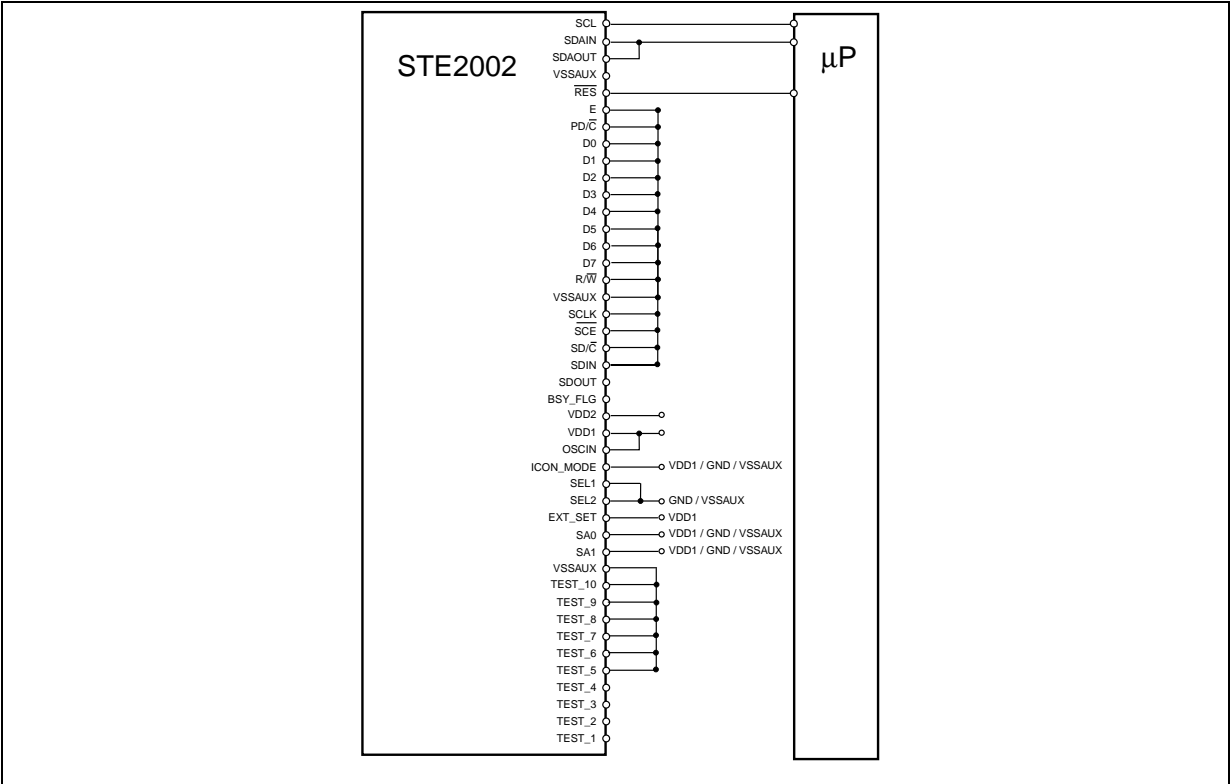 STE2002
µP
SCL
SDAIN
SDAOUT
VSSAUX
R̅E̅S̅
E
PD/C̅
D0
D1
D2
D3
D4
D5
D6
D7
R/W̅
VSSAUX
SCLK
S̅C̅E̅
SD/C̅
SDIN
SDOUT
BSY_FLG
VDD2
VDD1
OSCIN
ICON_MODE VDD1 / GND / VSSAUX
SEL1
SEL2 GND / VSSAUX
EXT_SET VDD1
SA0 VDD1 / GND / VSSAUX
SA1 VDD1 / GND / VSSAUX
VSSAUX
TEST_10
TEST_9
TEST_8
TEST_7
TEST_6
TEST_5
TEST_4
TEST_3
TEST_2
TEST_1